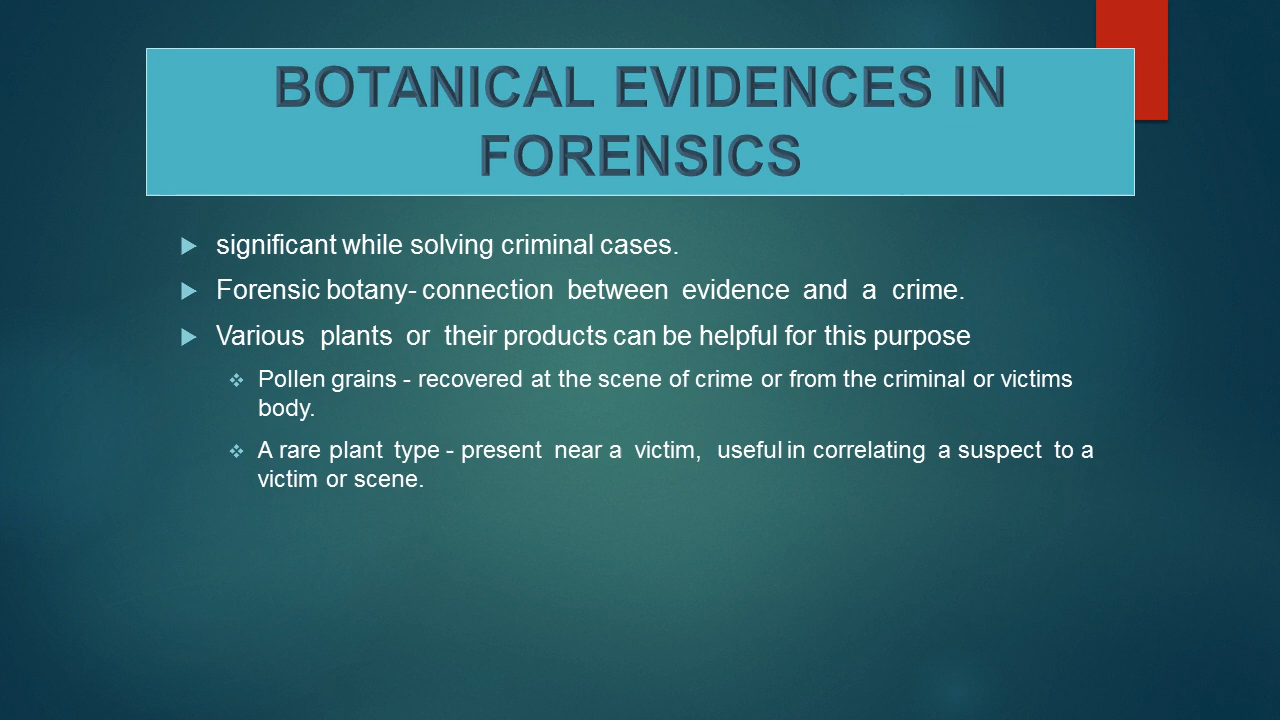 BOTANICAL EVIDENCES IN
FORENSICS
significant while solving criminal cases.
Forensic botany- connection between evidence and a crime.
Various plants or their products can be helpful for this purpose
Pollen grains - recovered at the scene of crime or from the criminal or victims
body.
A rare plant type - present near a victim, useful in correlating a suspect to a
victim or scene.